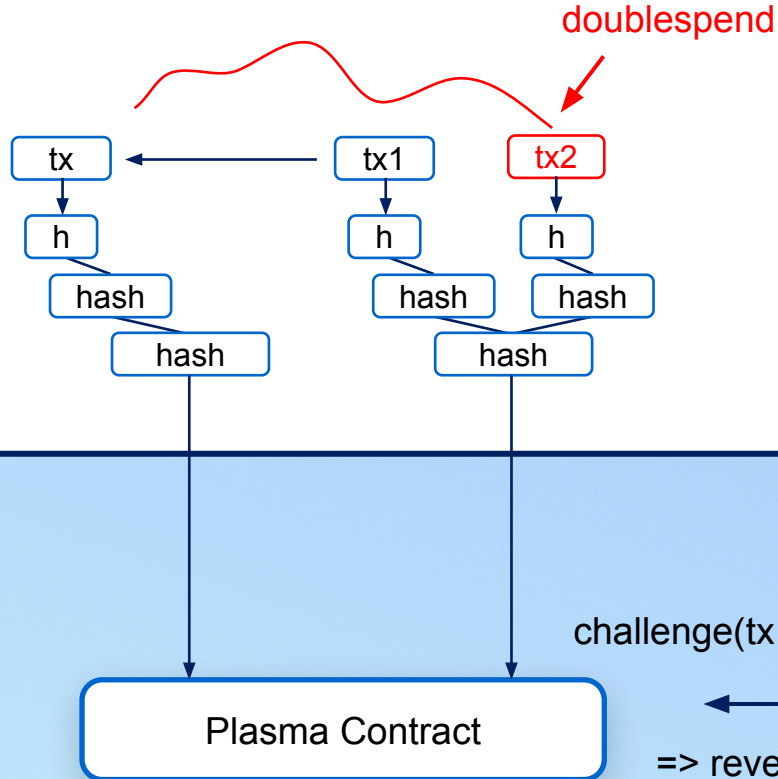 doublespend
tx
tx1
tx2
h
h
h
hash
hash
hash
hash
hash
challenge(tx
Plasma Contract
=> reve